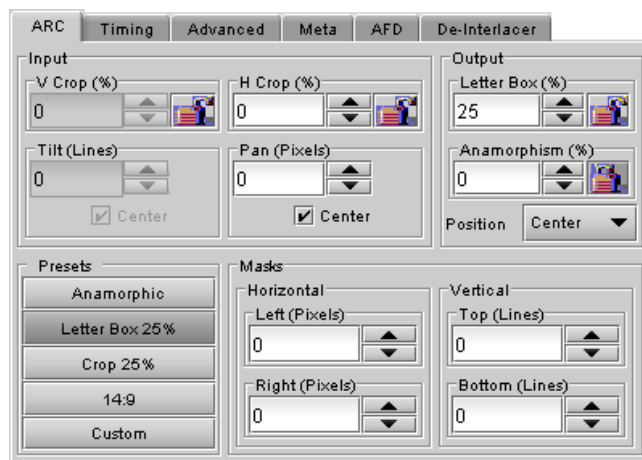 ARC Timing Advanced Meta AFD De-Interlacer
Input
V Crop (%)
0
H Crop (%)
0
Tilt (Lines)
0
Center
Pan (Pixels)
0
Center
Output
Letter Box (%)
25
Anamorphism (%)
0
Position Center
Presets
Anamorphic
Letter Box 25%
Crop 25%
14:9
Custom
Masks
Horizontal
Left (Pixels)
0
Right (Pixels)
0
Vertical
Top (Lines)
0
Bottom (Lines)
0